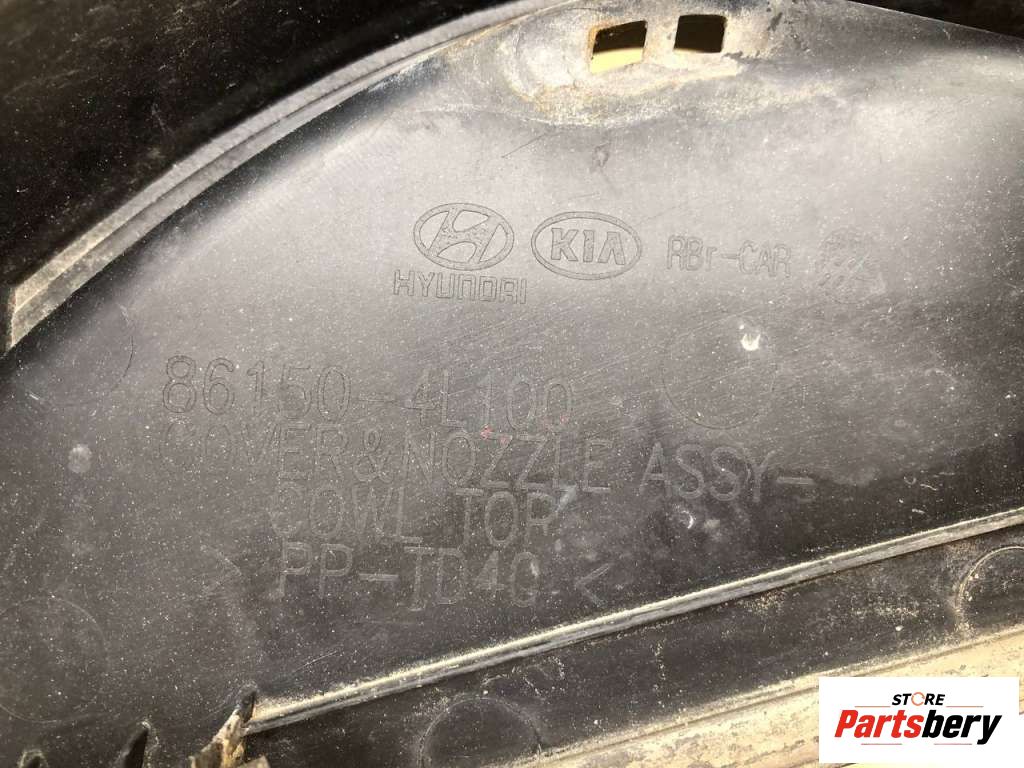 HYUNDAI KIA RBr-CAR
86150-4L100
COVER&NOZZLE ASSY-
COWL TOP
PP-TD40 <
STORE
Partsbery